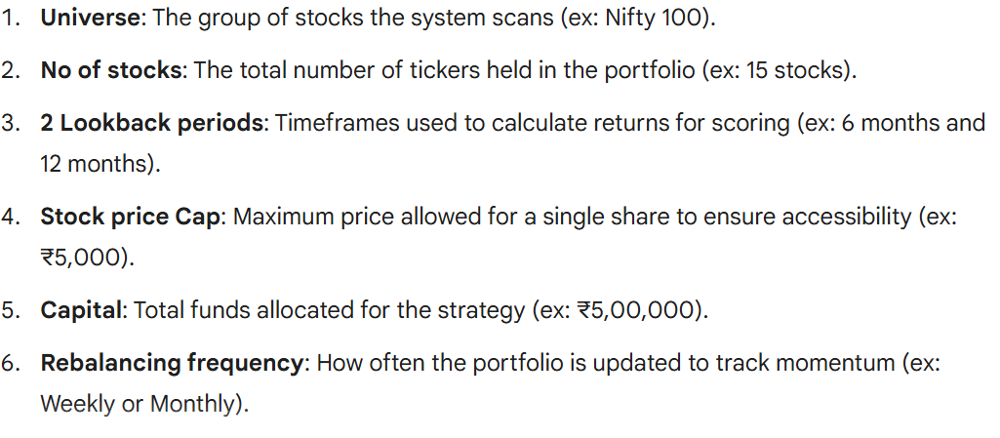 1. Universe: The group of stocks the system scans (ex: Nifty 100).
2. No of stocks: The total number of tickers held in the portfolio (ex: 15 stocks).
3. 2 Lookback periods: Timeframes used to calculate returns for scoring (ex: 6 months and
12 months).
4. Stock price Cap: Maximum price allowed for a single share to ensure accessibility (ex:
₹5,000).
5. Capital: Total funds allocated for the strategy (ex: ₹5,00,000).
6. Rebalancing frequency: How often the portfolio is updated to track momentum (ex:
Weekly or Monthly).